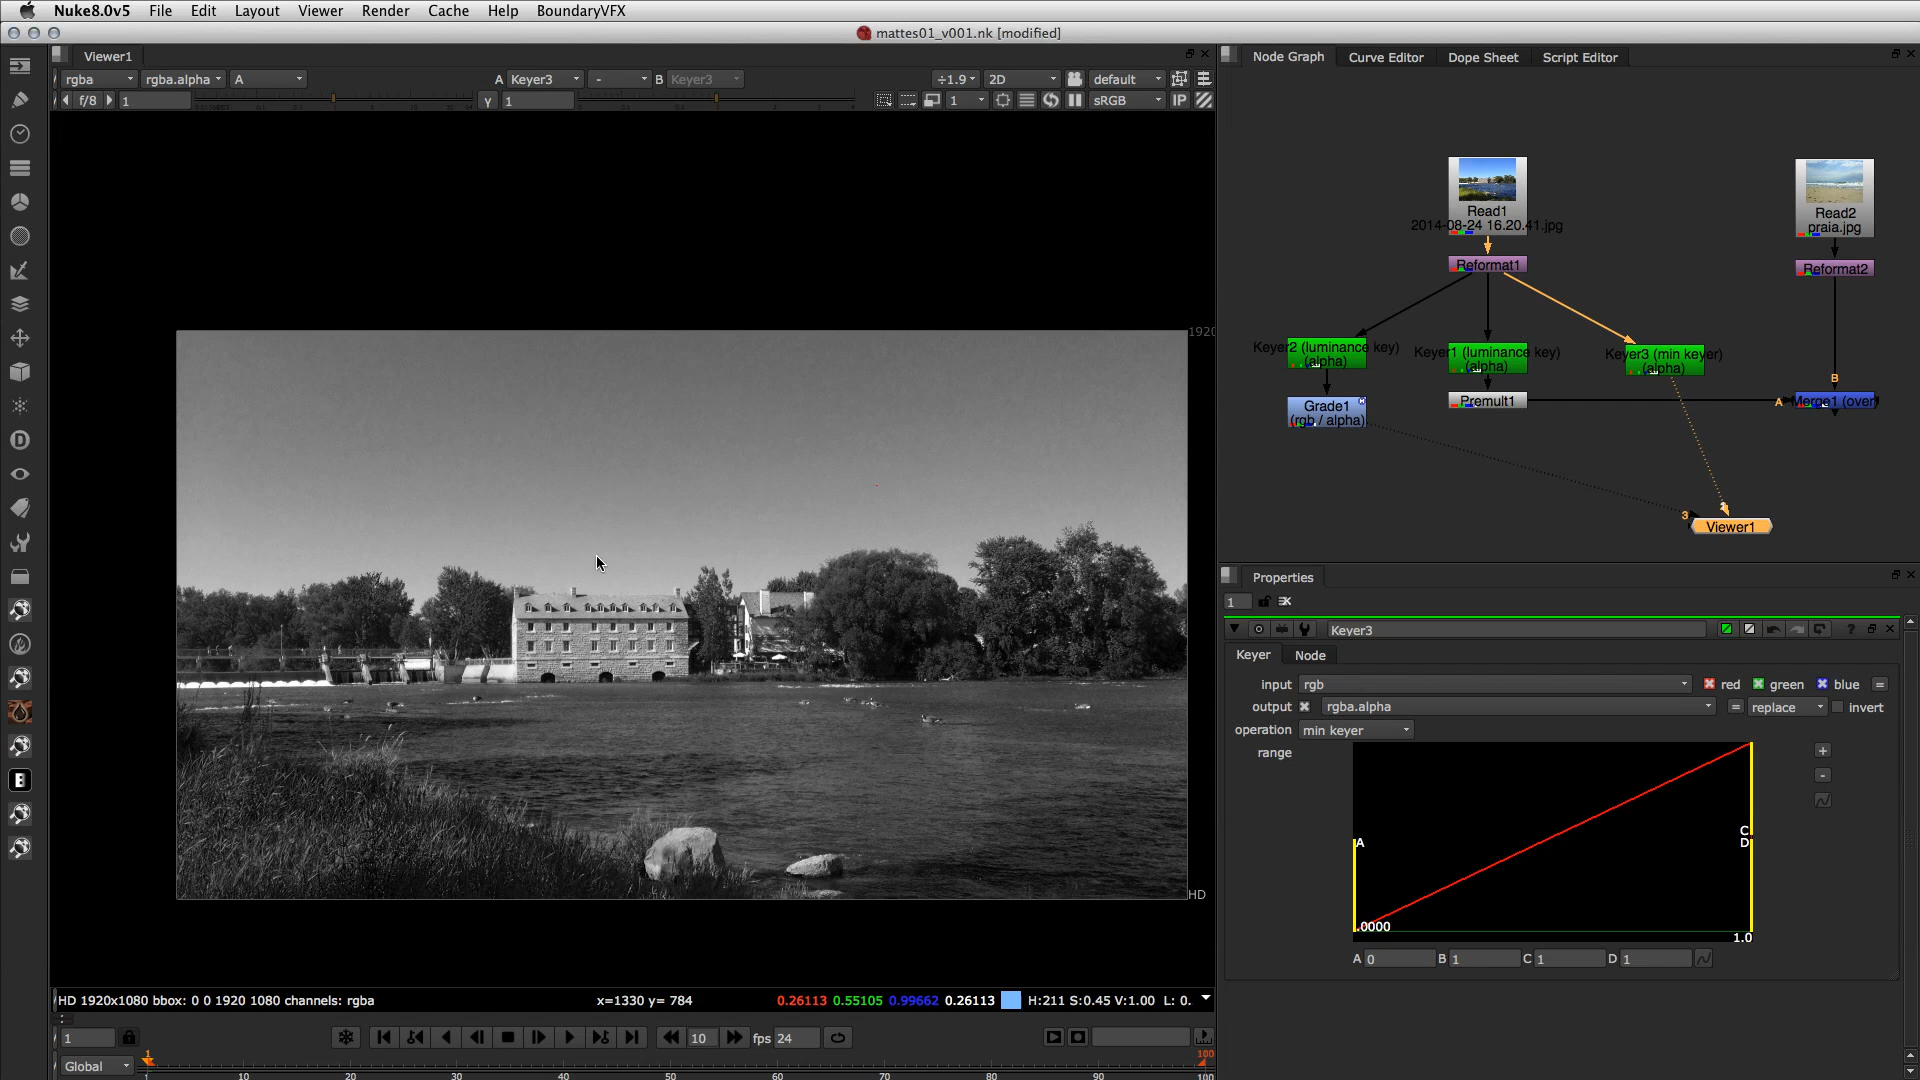 Nuke8.0v5 File Edit Layout Viewer Render Cache Help BoundaryVFX
mattes01_v001.nk [modified]
Viewer1
rgba rgba.alpha A A Keyer3 - B Keyer3 ÷1.9 2D default
f/8 1 γ 1 1 sRGB IP
1920
HD
HD 1920x1080 bbox: 0 0 1920 1080 channels: rgba x=1330 y= 784 0.26113 0.55105 0.99662 0.26113 H:211 S:0.45 V:1.00 L: 0.
1 10 fps 24
Global 1 100
1 10 20 30 40 50 60 70 80 90 100
Node Graph Curve Editor Dope Sheet Script Editor
Read1
2014-08-24 16.20.41.jpg
Reformat1
Read2
praia.jpg
Reformat2
Keyer2 (luminance key)
(alpha)
Keyer1 (luminance key)
(alpha)
Keyer3 (min keyer)
(alpha)
Grade1
(rgb / alpha)
Premult1
B
A Merge1 (over)
3
Viewer1
Properties
1
Keyer3
Keyer Node
input rgb red green blue =
output rgba.alpha = replace invert
operation min keyer
range
+
-
A
C
D
.0000
1.0
A 0 B 1 C 1 D 1